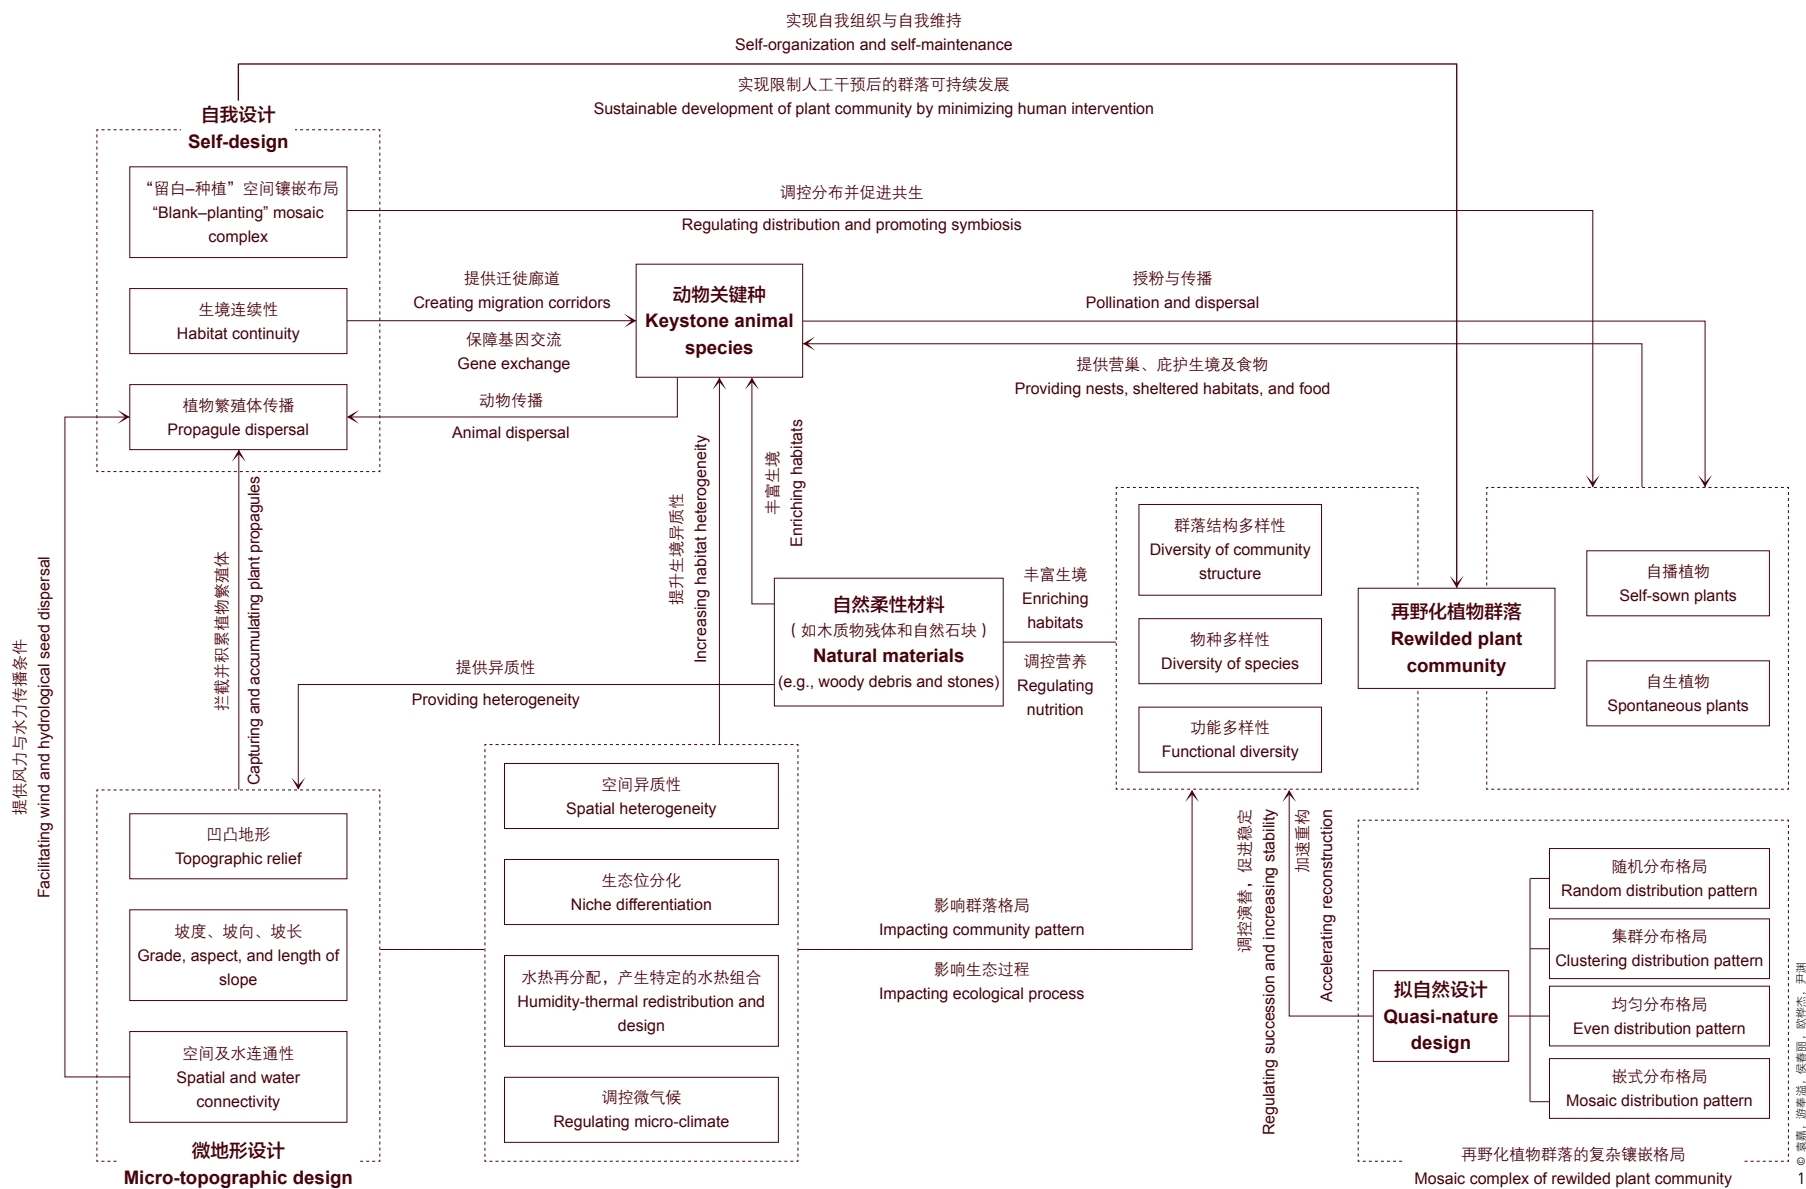 实现自我组织与自我维持
Self-organization and self-maintenance
实现限制人工干预后的群落可持续发展
Sustainable development of plant community by minimizing human intervention
自我设计
Self-design
“留白–种植”空间镶嵌布局
“Blank–planting” mosaic
complex
调控分布并促进共生
Regulating distribution and promoting symbiosis
生境连续性
Habitat continuity
提供迁徙廊道
Creating migration corridors
保障基因交流
Gene exchange
动物关键种
Keystone animal
species
授粉与传播
Pollination and dispersal
提供营巢、庇护生境及食物
Providing nests, sheltered habitats, and food
植物繁殖体传播
Propagule dispersal
动物传播
Animal dispersal
提供风力与水力传播条件
Facilitating wind and hydrological seed dispersal
拦截并积累植物繁殖体
Capturing and accumulating plant propagules
提升生境异质性
Increasing habitat heterogeneity
丰富生境
Enriching habitats
自然柔性材料
（如木质物残体和自然石块）
Natural materials
(e.g., woody debris and stones)
提供异质性
Providing heterogeneity
丰富生境
Enriching
habitats
调控营养
Regulating
nutrition
群落结构多样性
Diversity of community
structure
物种多样性
Diversity of species
功能多样性
Functional diversity
再野化植物群落
Rewilded plant
community
自播植物
Self-sown plants
自生植物
Spontaneous plants
凹凸地形
Topographic relief
坡度、坡向、坡长
Grade, aspect, and length of
slope
空间及水连通性
Spatial and water
connectivity
微地形设计
Micro-topographic design
空间异质性
Spatial heterogeneity
生态位分化
Niche differentiation
水热再分配，产生特定的水热组合
Humidity-thermal redistribution and
design
调控微气候
Regulating micro-climate
影响群落格局
Impacting community pattern
影响生态过程
Impacting ecological process
调控演替，促进稳定
Regulating succession and increasing stability
加速重构
Accelerating reconstruction
拟自然设计
Quasi-nature
design
随机分布格局
Random distribution pattern
集群分布格局
Clustering distribution pattern
均匀分布格局
Even distribution pattern
嵌式分布格局
Mosaic distribution pattern
再野化植物群落的复杂镶嵌格局
Mosaic complex of rewilded plant community
© 袁嘉，游奉溢，侯春丽，欧桦杰，尹渊
1